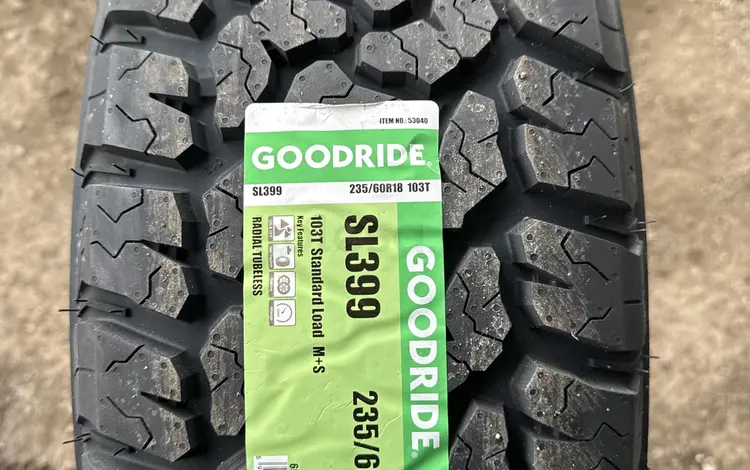 ITEM NO.: 53040
GOODRIDE
SL399 235/60R18 103T
SL399 235/6
103T Standard Load M+S
Key Features
RADIAL TUBELESS
GOODRIDE